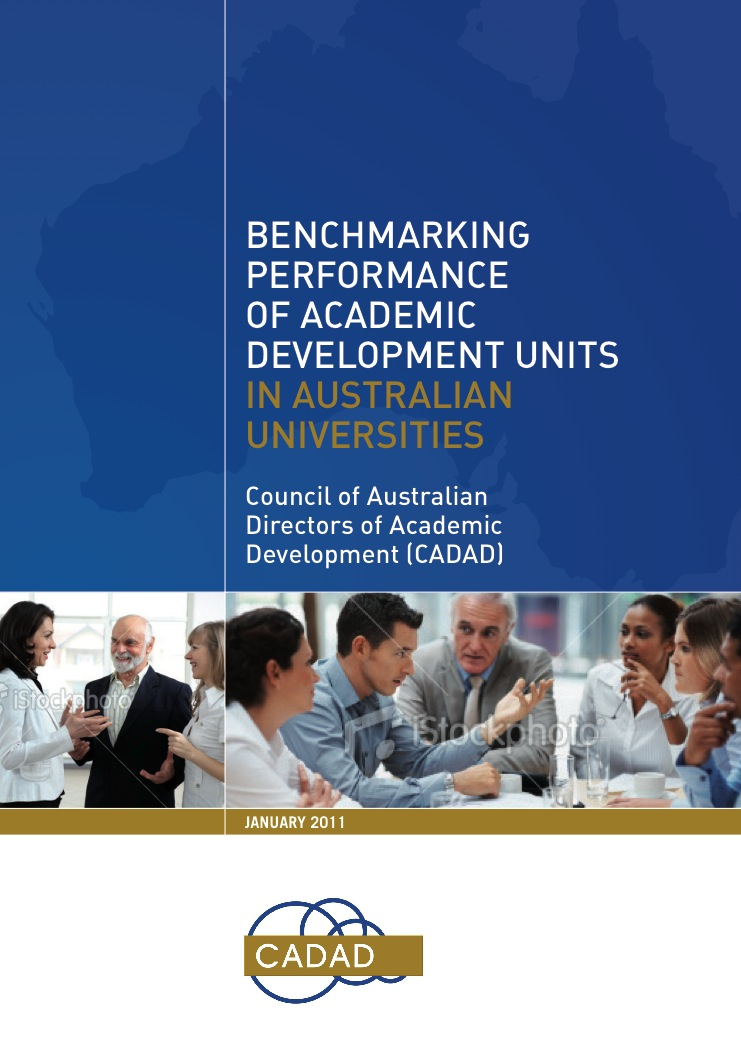 BENCHMARKING
PERFORMANCE
OF ACADEMIC
DEVELOPMENT UNITS
IN AUSTRALIAN
UNIVERSITIES
Council of Australian
Directors of Academic
Development (CADAD)
iStockphoto
iStockphoto
JANUARY 2011
CADAD